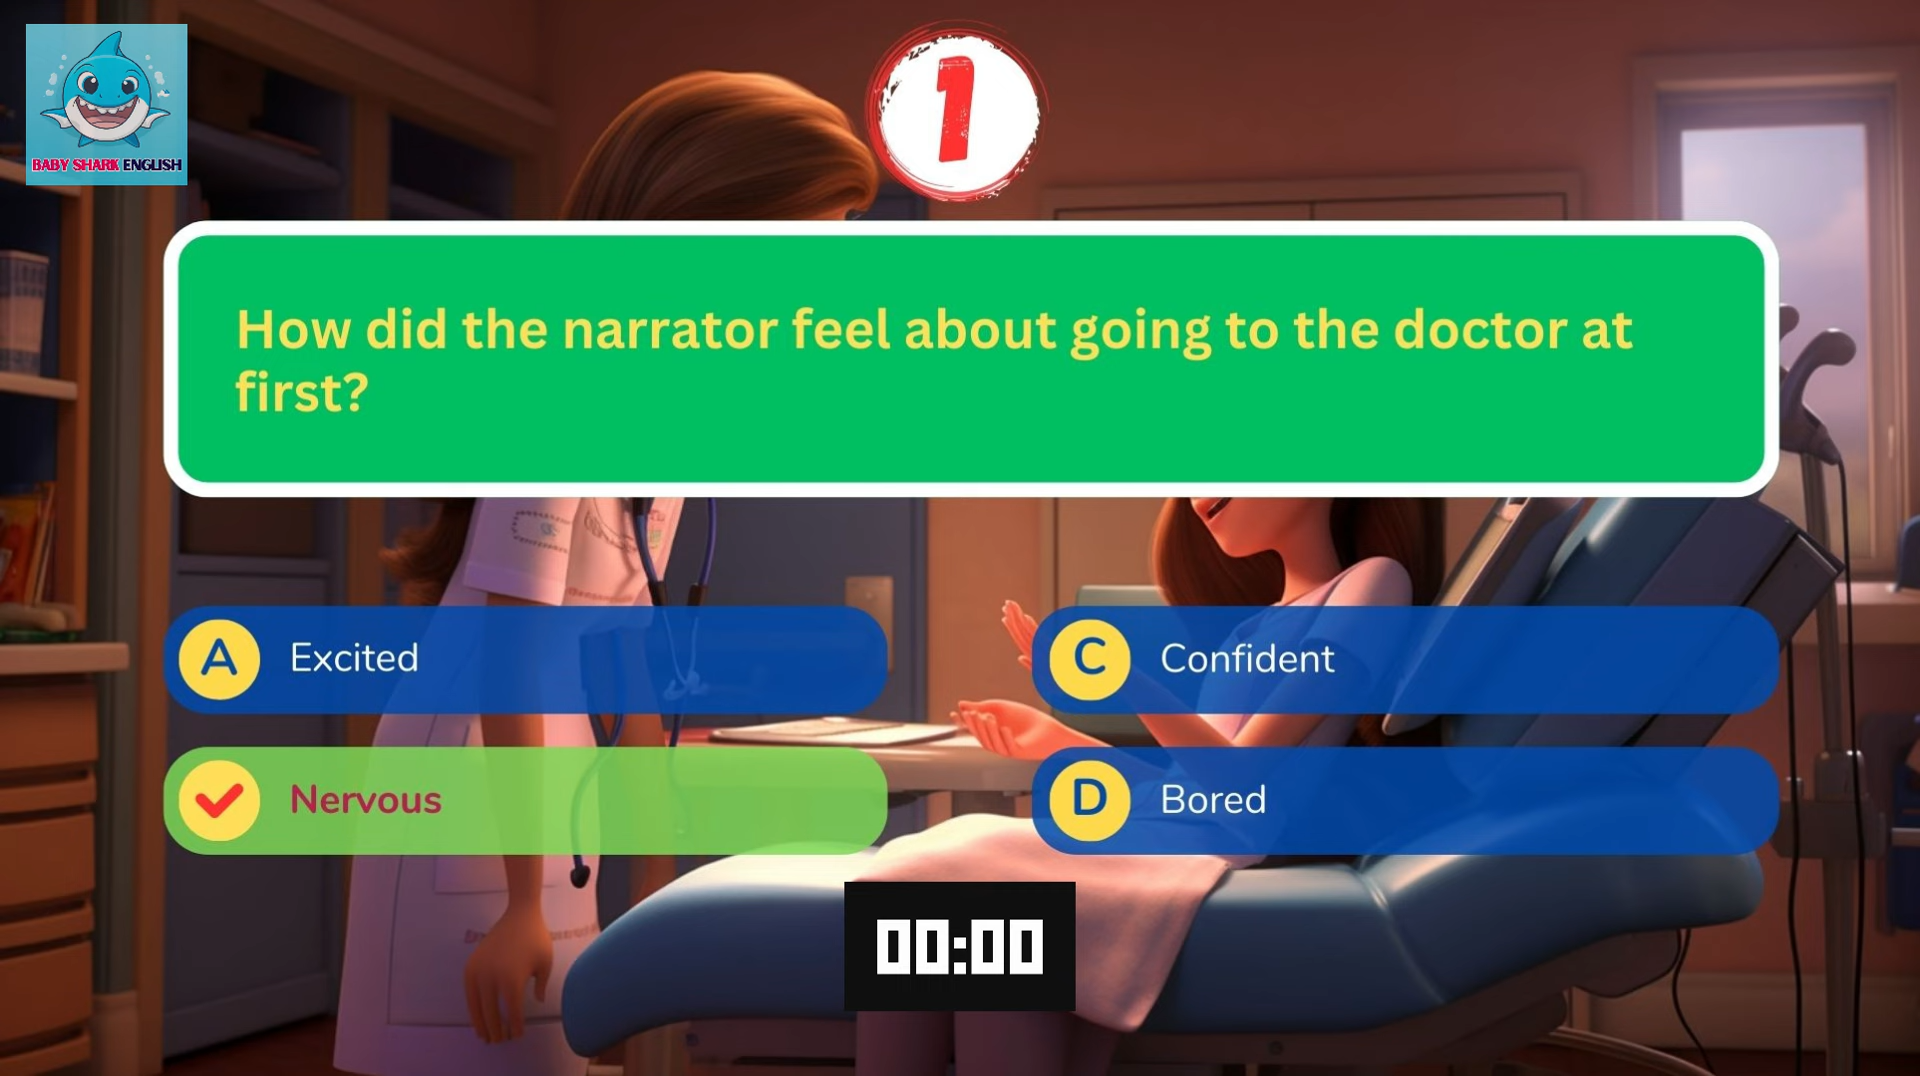 BABY SHARK ENGLISH
1
How did the narrator feel about going to the doctor at
first?
A Excited
Nervous
C Confident
D Bored
00:00